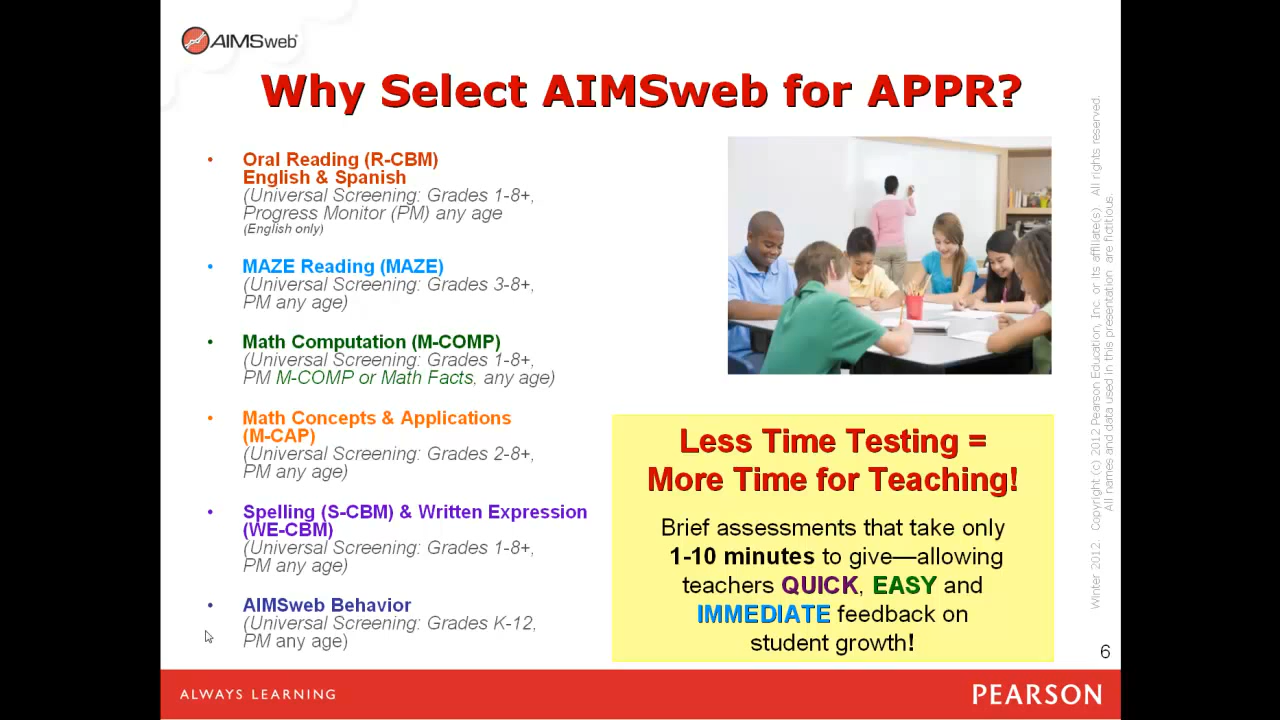 AIMSweb
Why Select AIMSweb for APPR?
• Oral Reading (R-CBM)
English & Spanish
(Universal Screening: Grades 1-8+,
Progress Monitor (PM) any age
(English only)
• MAZE Reading (MAZE)
(Universal Screening: Grades 3-8+,
PM any age)
• Math Computation (M-COMP)
(Universal Screening: Grades 1-8+,
PM M-COMP or Math Facts, any age)
• Math Concepts & Applications
(M-CAP)
(Universal Screening: Grades 2-8+,
PM any age)
• Spelling (S-CBM) & Written Expression
(WE-CBM)
(Universal Screening: Grades 1-8+,
PM any age)
• AIMSweb Behavior
(Universal Screening: Grades K-12,
PM any age)
Less Time Testing =
More Time for Teaching!
Brief assessments that take only
1-10 minutes to give—allowing
teachers QUICK, EASY and
IMMEDIATE feedback on
student growth!
Winter 2012. Copyright (c) 2012 Pearson Education, Inc. or its affiliate(s). All rights reserved.
All names and data used in this presentation are fictitious.
6
ALWAYS LEARNING
PEARSON